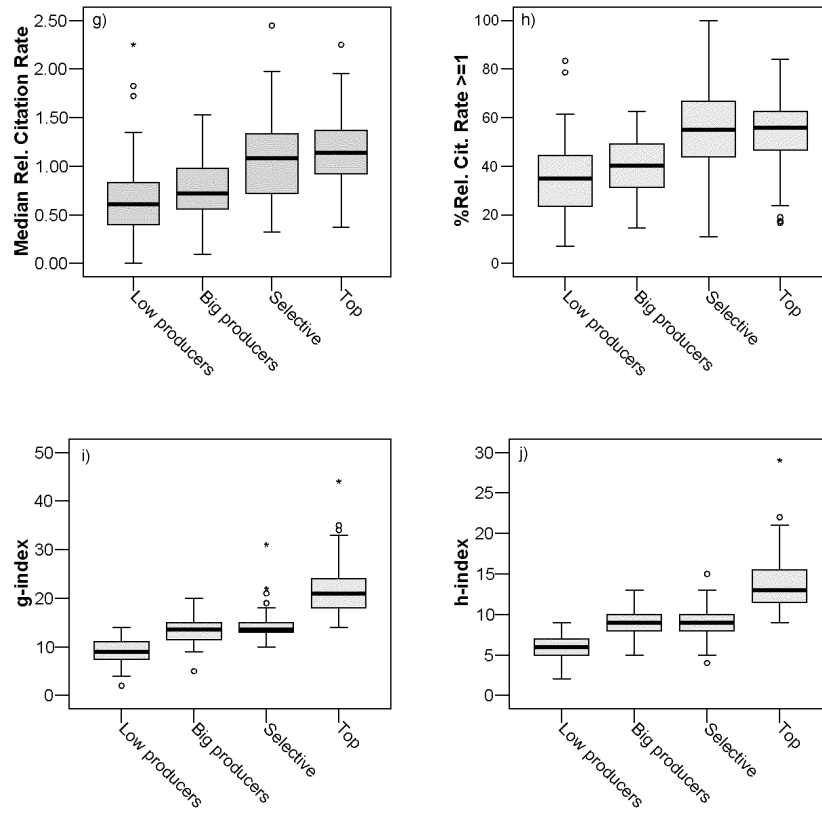 g)
Median Rel. Citation Rate
2.50
2.00
1.50
1.00
0.50
0.00
Low producers
Big producers
Selective
Top
h)
%Rel. Cit. Rate >=1
100
80
60
40
20
0
Low producers
Big producers
Selective
Top
i)
g-index
50
40
30
20
10
0
Low producers
Big producers
Selective
Top
j)
h-index
30
25
20
15
10
5
0
Low producers
Big producers
Selective
Top